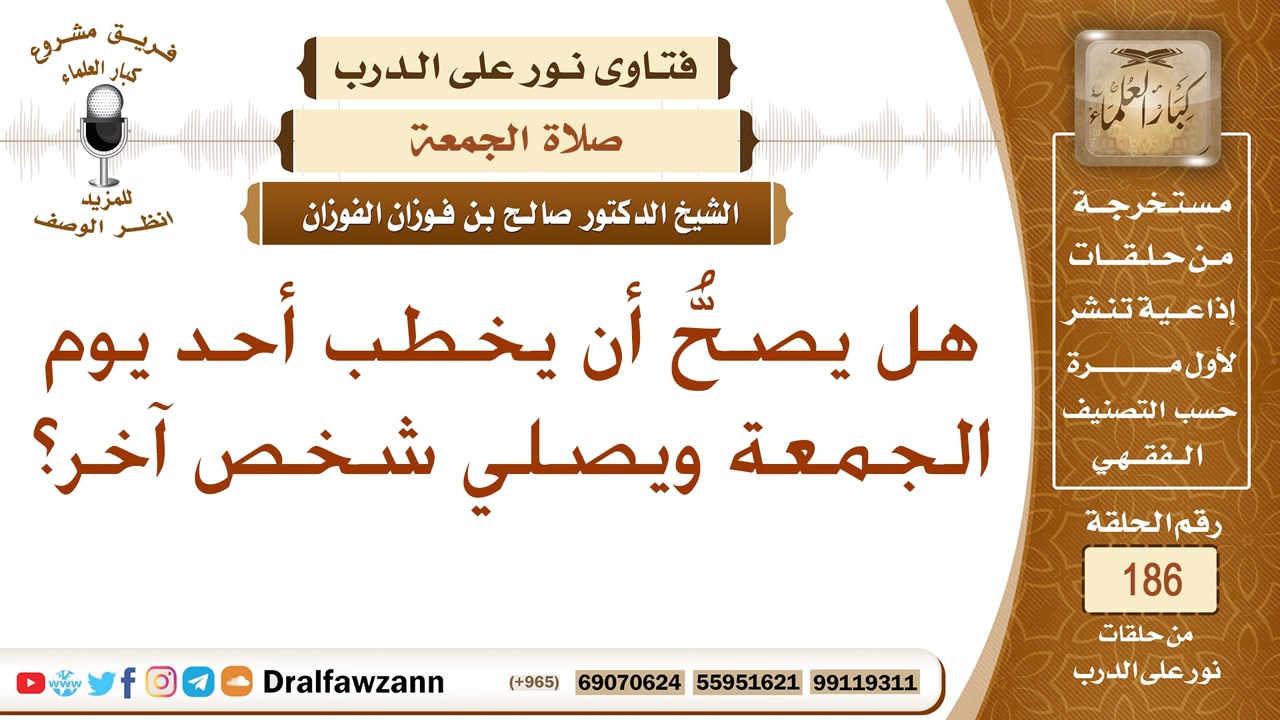 فريق مشروع
كبار العلماء
للمزيد
انظر الوصف
فتاوى نور على الدرب
صلاة الجمعة
الشيخ الدكتور صالح بن فوزان الفوزان
هل يصحُّ أن يخطب أحد يوم
الجمعة ويصلي شخص آخر؟
كبار العلماء
مستخرجة
من حلقات
إذاعية تنشر
لأول مرة
حسب التصنيف
الفقهي
رقم الحلقة
186
من حلقات
نور على الدرب
www Dralfawzann (+965) 69070624 55951621 99119311